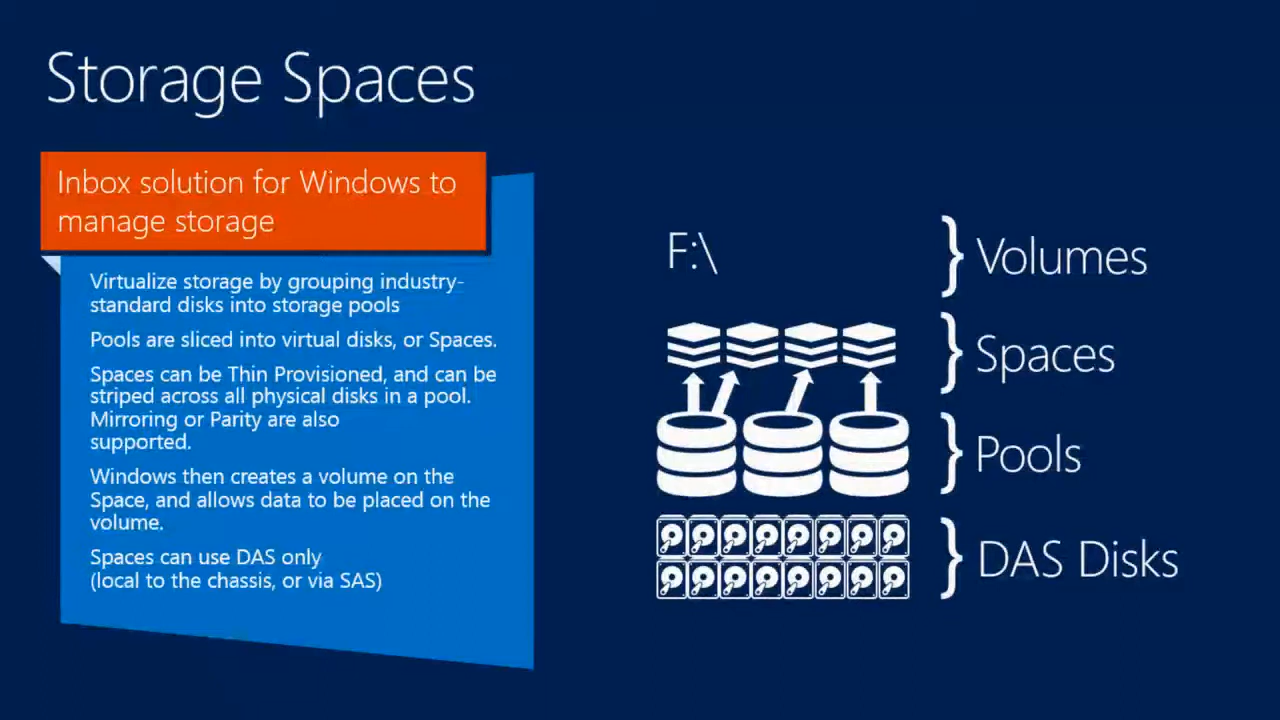 Storage Spaces
Inbox solution for Windows to
manage storage
Virtualize storage by grouping industry-
standard disks into storage pools
Pools are sliced into virtual disks, or Spaces.
Spaces can be Thin Provisioned, and can be
striped across all physical disks in a pool.
Mirroring or Parity are also
supported.
Windows then creates a volume on the
Space, and allows data to be placed on the
volume.
Spaces can use DAS only
(local to the chassis, or via SAS)
F:\
Volumes
Spaces
Pools
DAS Disks